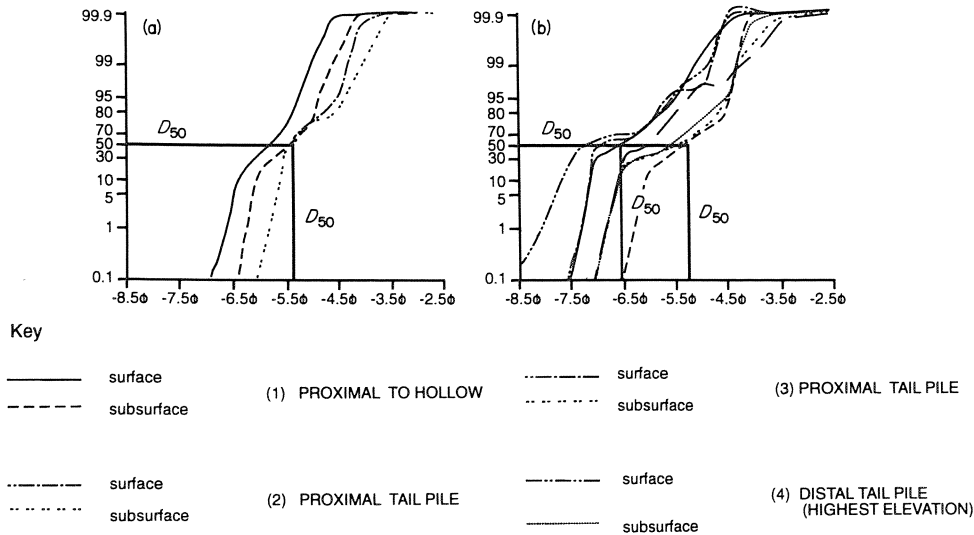 (a)
99.9
99
95
80
70
50
30
10
5
1
0.1
D50
D50
-8.5Φ -7.5Φ -6.5Φ -5.5Φ -4.5Φ -3.5Φ -2.5Φ
(b)
99.9
99
95
80
70
50
30
10
5
1
0.1
D50
D50
D50
-8.5Φ -7.5Φ -6.5Φ -5.5Φ -4.5Φ -3.5Φ -2.5Φ
Key
surface
subsurface
(1) PROXIMAL TO HOLLOW
surface
subsurface
(2) PROXIMAL TAIL PILE
surface
subsurface
(3) PROXIMAL TAIL PILE
surface
subsurface
(4) DISTAL TAIL PILE
(HIGHEST ELEVATION)